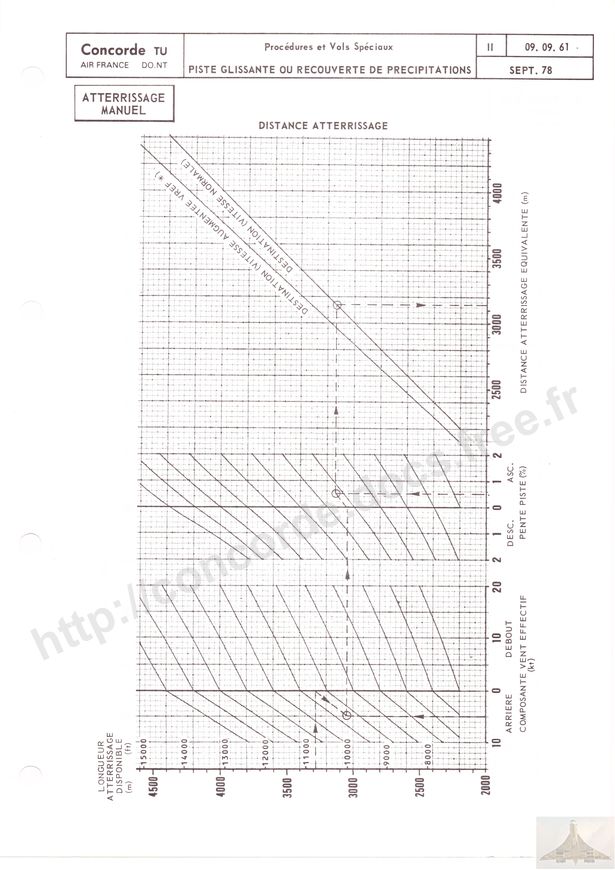 Concorde TU
AIR FRANCE DO.NT
Procédures et Vols Spéciaux
PISTE GLISSANTE OU RECOUVERTE DE PRECIPITATIONS
II
09. 09. 61
SEPT. 78
ATTERRISSAGE
MANUEL
DISTANCE ATTERRISSAGE
DESTINATION (VITESSE NORMALE)
DESTINATION (VITESSE AUGMENTEE VREF *)
4000
3500
3000
2500
DISTANCE ATTERRISSAGE EQUIVALENTE (m)
2 1 0 1 2
DESC. ASC.
PENTE PISTE (%)
20
10
0
10
ARRIERE DEBOUT
COMPOSANTE VENT EFFECTIF
(kt)
LONGUEUR
ATTERRISSAGE
DISPONIBLE
(m) (ft)
15000
14000
13000
12000
11000
10000
9000
8000
4500
4000
3500
3000
2500
2000
http://concorde.docs.free.fr